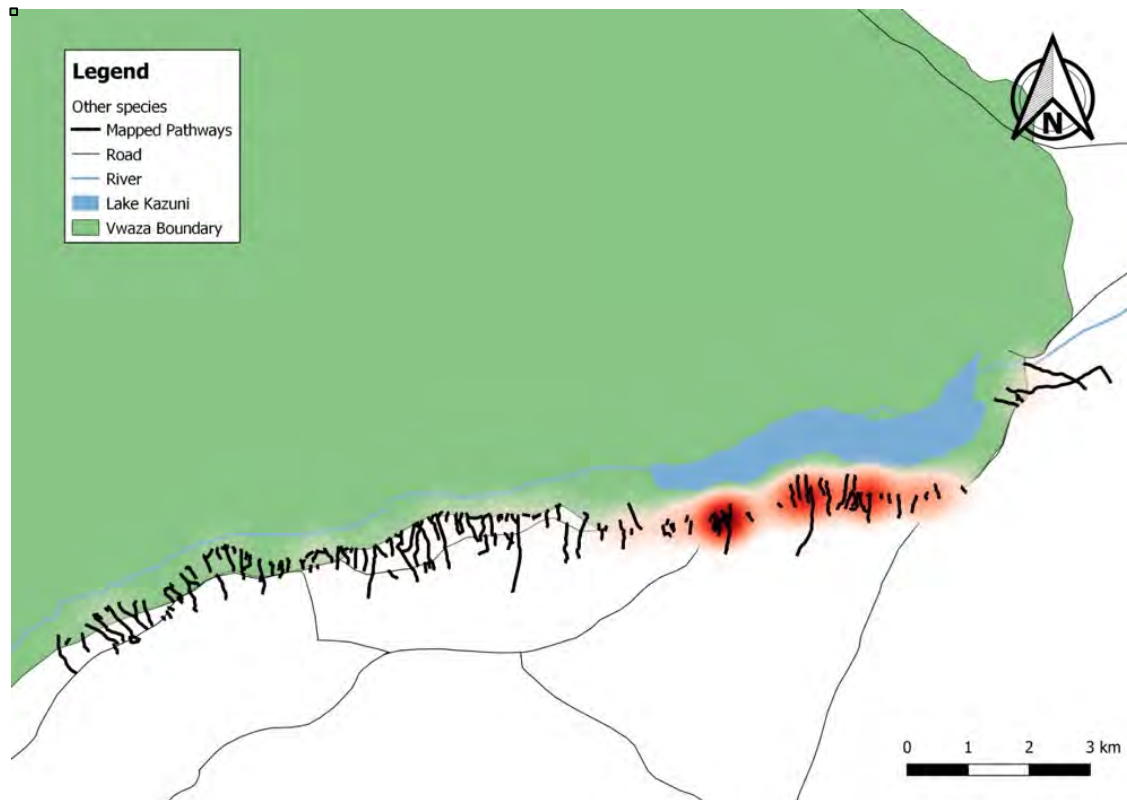 Legend
Other species
Mapped Pathways
Road
River
Lake Kazuni
Vwaza Boundary
N
0 1 2 3 km